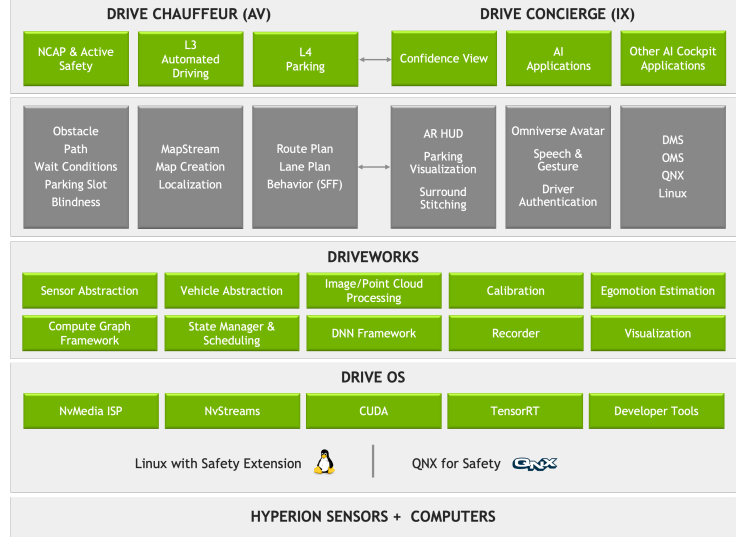 DRIVE CHAUFFEUR (AV)
DRIVE CONCIERGE (IX)
NCAP & Active
Safety
L3
Automated
Driving
L4
Parking
Confidence View
AI
Applications
Other AI Cockpit
Applications
Obstacle
Path
Wait Conditions
Parking Slot
Blindness
MapStream
Map Creation
Localization
Route Plan
Lane Plan
Behavior (SFF)
AR HUD
Parking
Visualization
Surround
Stitching
Omniverse Avatar
Speech &
Gesture
Driver
Authentication
DMS
OMS
QNX
Linux
DRIVEWORKS
Sensor Abstraction
Vehicle Abstraction
Image/Point Cloud
Processing
Calibration
Egomotion Estimation
Compute Graph
Framework
State Manager &
Scheduling
DNN Framework
Recorder
Visualization
DRIVE OS
NvMedia ISP
NvStreams
CUDA
TensorRT
Developer Tools
Linux with Safety Extension
QNX for Safety
QNX
HYPERION SENSORS + COMPUTERS